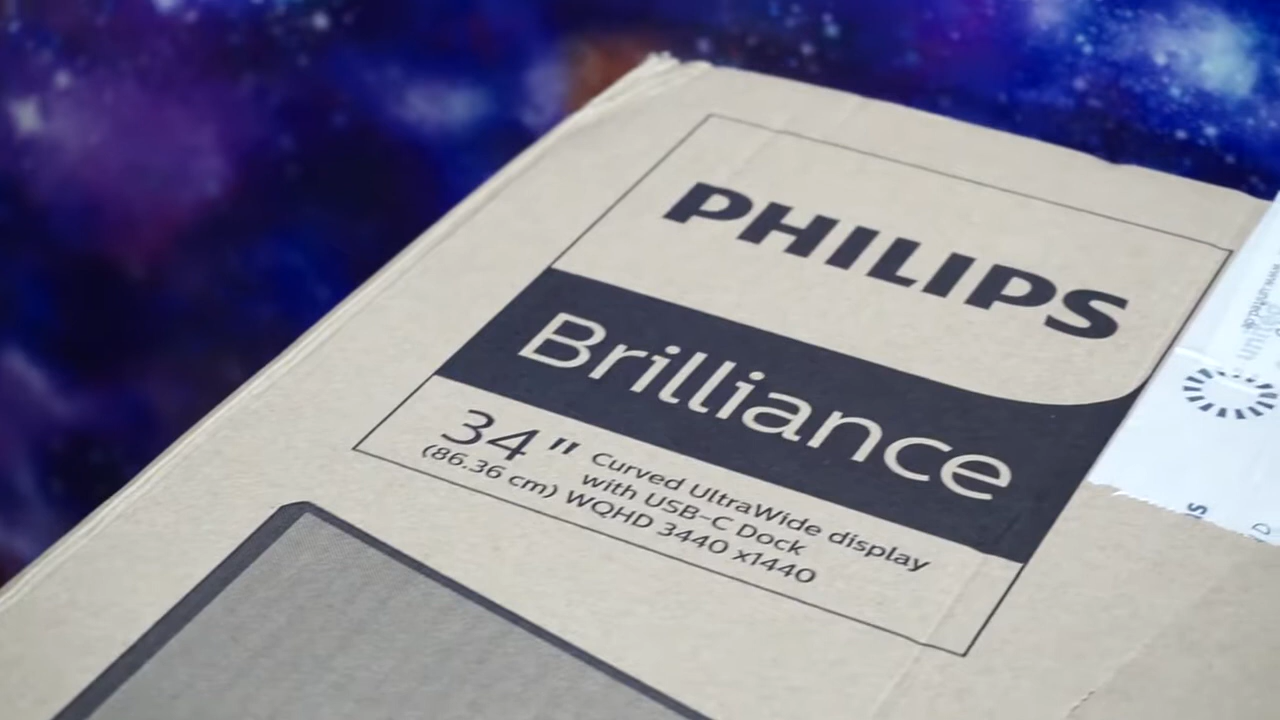 PHILIPS
Brilliance
34" Curved UltraWide display
with USB-C Dock
(86.36 cm) WQHD 3440 x1440